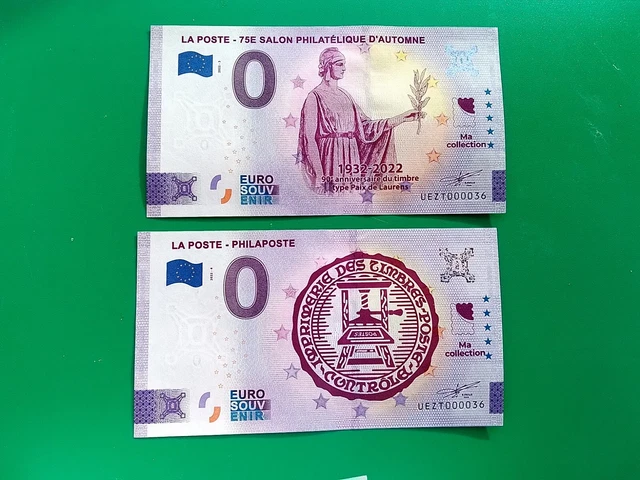 LA POSTE - 75E SALON PHILATÉLIQUE D'AUTOMNE
0
Ma
collection
1932-2022
90e anniversaire du timbre
type Paix de Laurens
EURO
SOUV
ENIR
UEZT000036
LA POSTE - PHILAPOSTE
0
IMPRIMERIE DES TIMBRES-POSTE
CONTRÔLE
POSTES
Ma
collection
EURO
SOUV
ENIR
UEZT000036